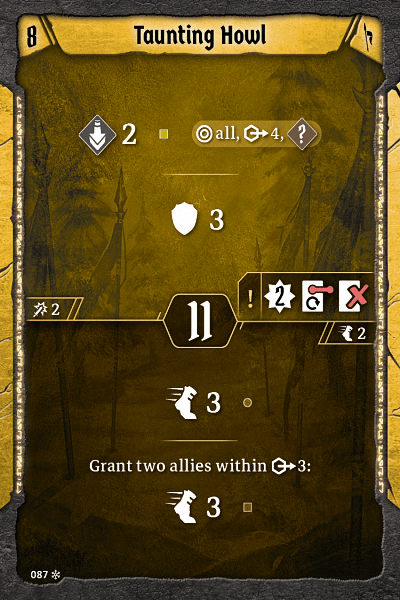 8 Taunting Howl
2 all, 4, ?
3
! 2
2 11 2
3
Grant two allies within 3:
3
087